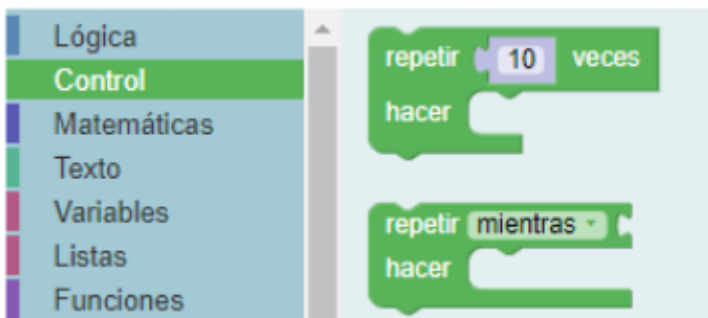 Lógica
Control
Matemáticas
Texto
Variables
Listas
Funciones
repetir 10 veces
hacer
repetir mientras
hacer